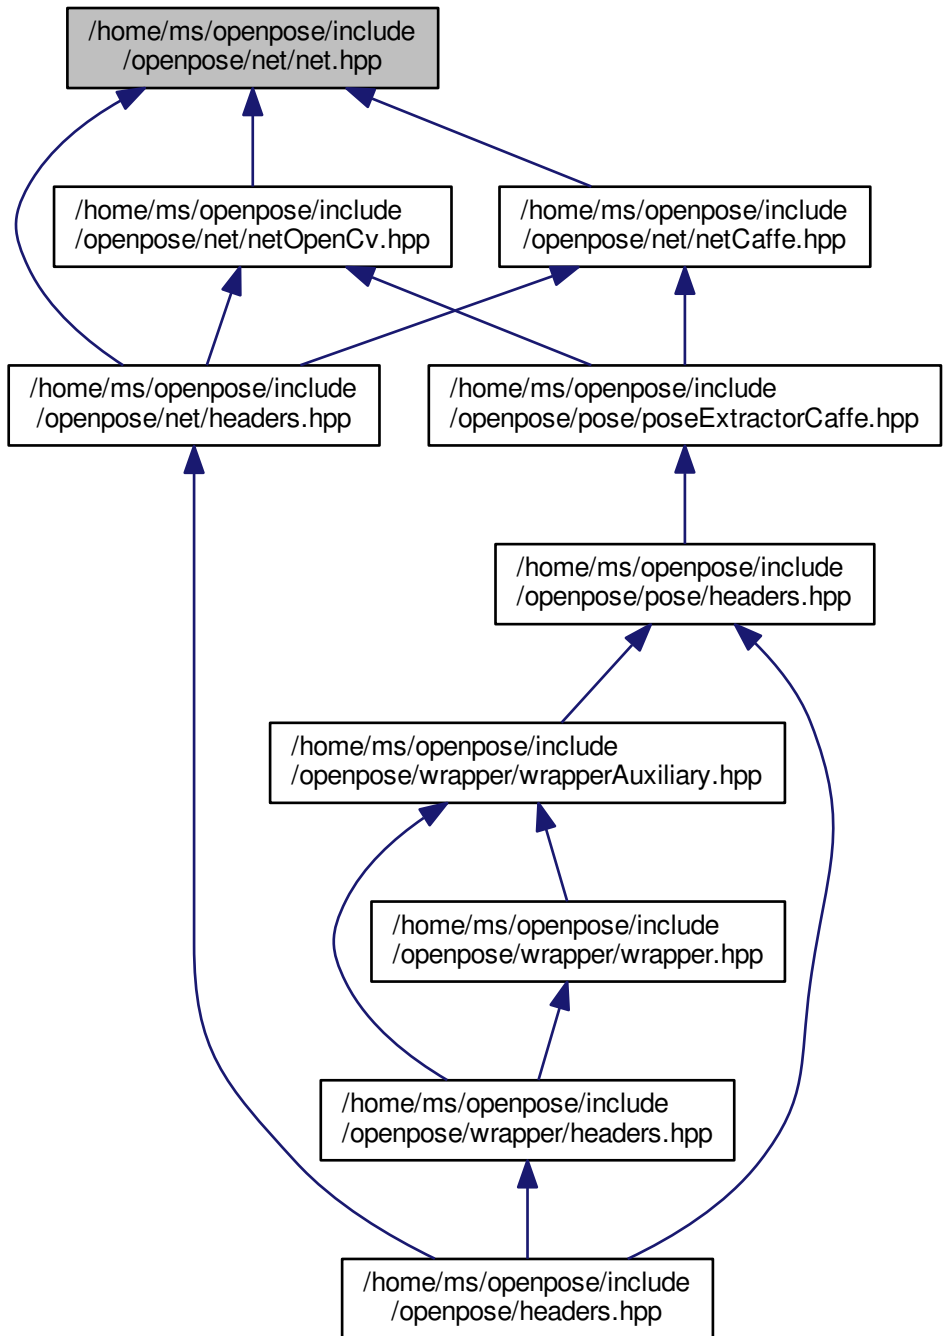 /home/ms/openpose/include
/openpose/net/net.hpp
/home/ms/openpose/include
/openpose/net/netOpenCv.hpp
/home/ms/openpose/include
/openpose/net/netCaffe.hpp
/home/ms/openpose/include
/openpose/net/headers.hpp
/home/ms/openpose/include
/openpose/pose/poseExtractorCaffe.hpp
/home/ms/openpose/include
/openpose/pose/headers.hpp
/home/ms/openpose/include
/openpose/wrapper/wrapperAuxiliary.hpp
/home/ms/openpose/include
/openpose/wrapper/wrapper.hpp
/home/ms/openpose/include
/openpose/wrapper/headers.hpp
/home/ms/openpose/include
/openpose/headers.hpp